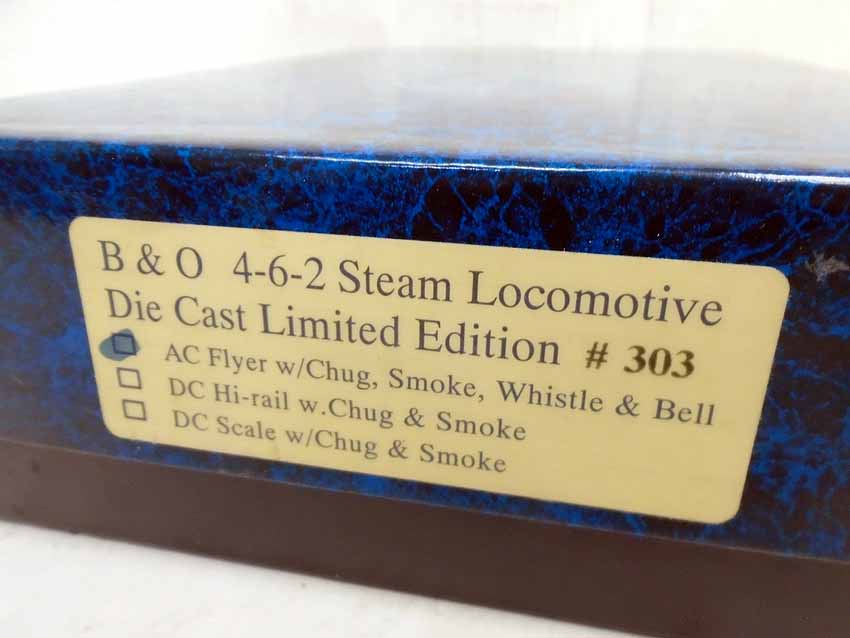 B & O 4-6-2 Steam Locomotive
Die Cast Limited Edition # 303
AC Flyer w/Chug, Smoke, Whistle & Bell
DC Hi-rail w.Chug & Smoke
DC Scale w/Chug & Smoke